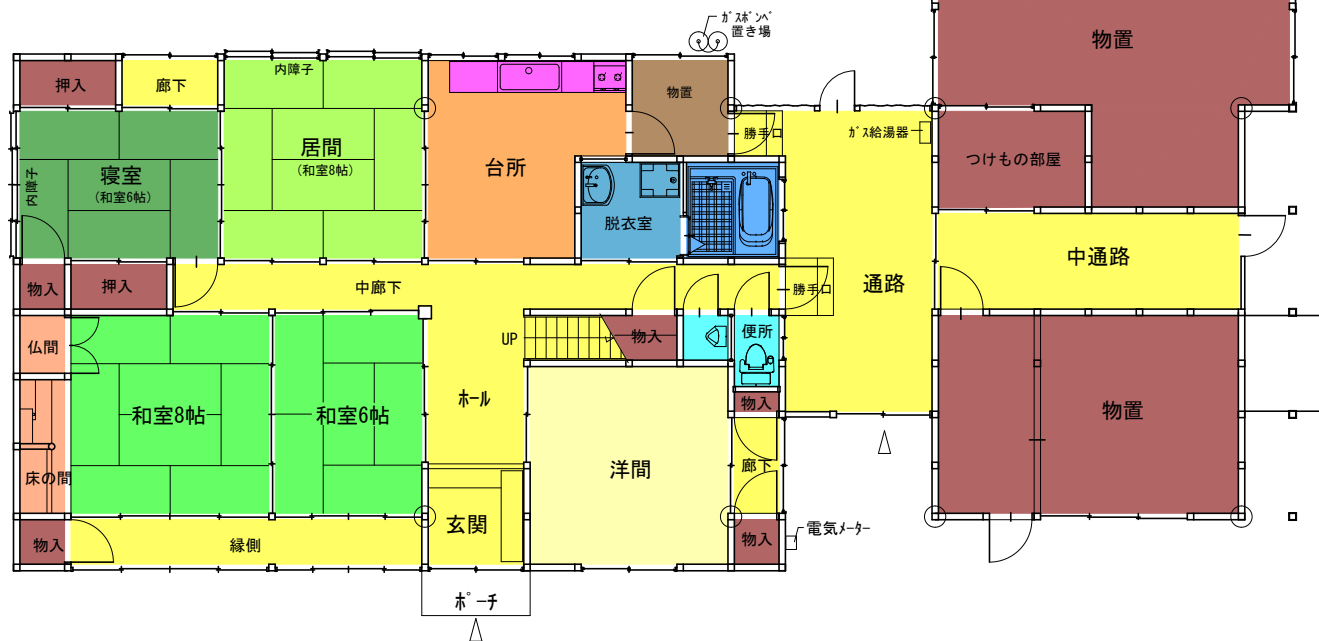 ｶﾞｽﾎﾞﾝﾍﾞ
置き場
物置
押入
廊下
内障子
居間
(和室8帖)
台所
物置
勝手口
ｶﾞｽ給湯器
つけもの部屋
内障子
寝室
(和室6帖)
脱衣室
物入
押入
中廊下
勝手口
通路
中通路
仏間
UP
物入
便所
和室8帖
和室6帖
ﾎｰﾙ
物入
物置
床の間
洋間
廊下
物入
縁側
玄関
物入
電気ﾒｰﾀｰ
ﾎﾟｰﾁ